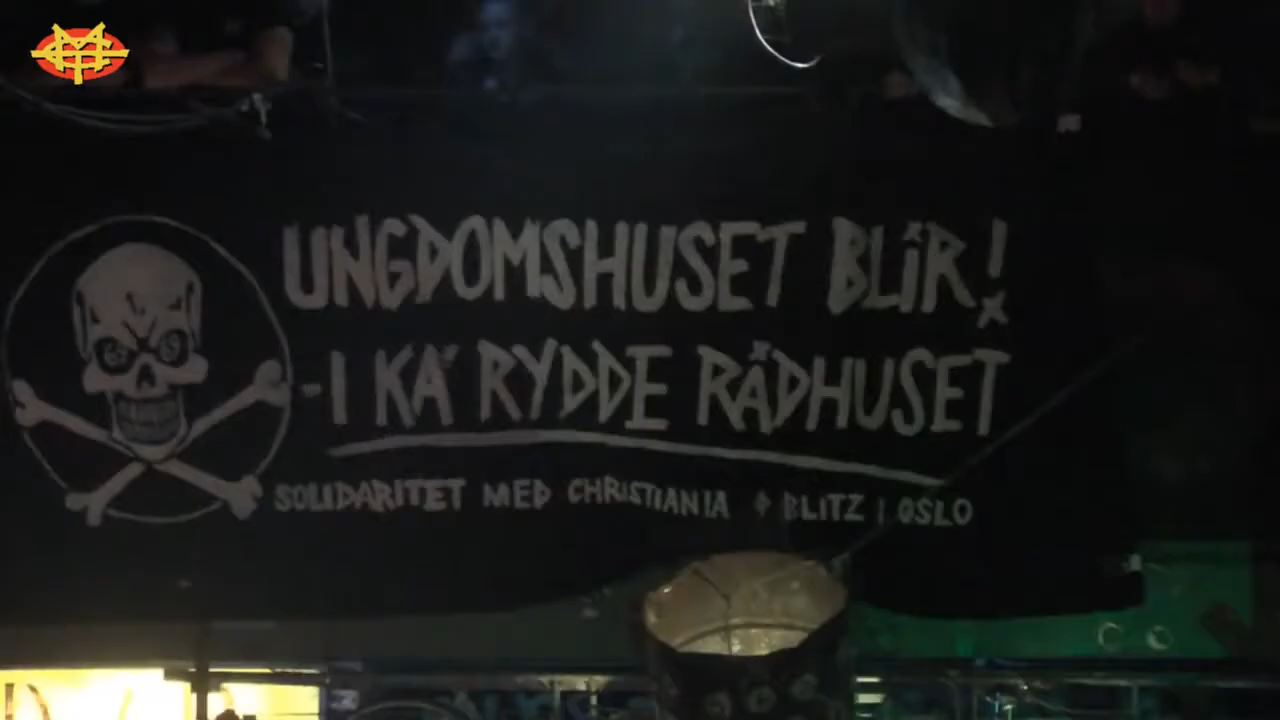 UNGDOMSHUSET BLiR!
-I KA' RYDDE RÅDHUSET
SOLIDARITET MED CHRISTIANIA + BLITZ I OSLO